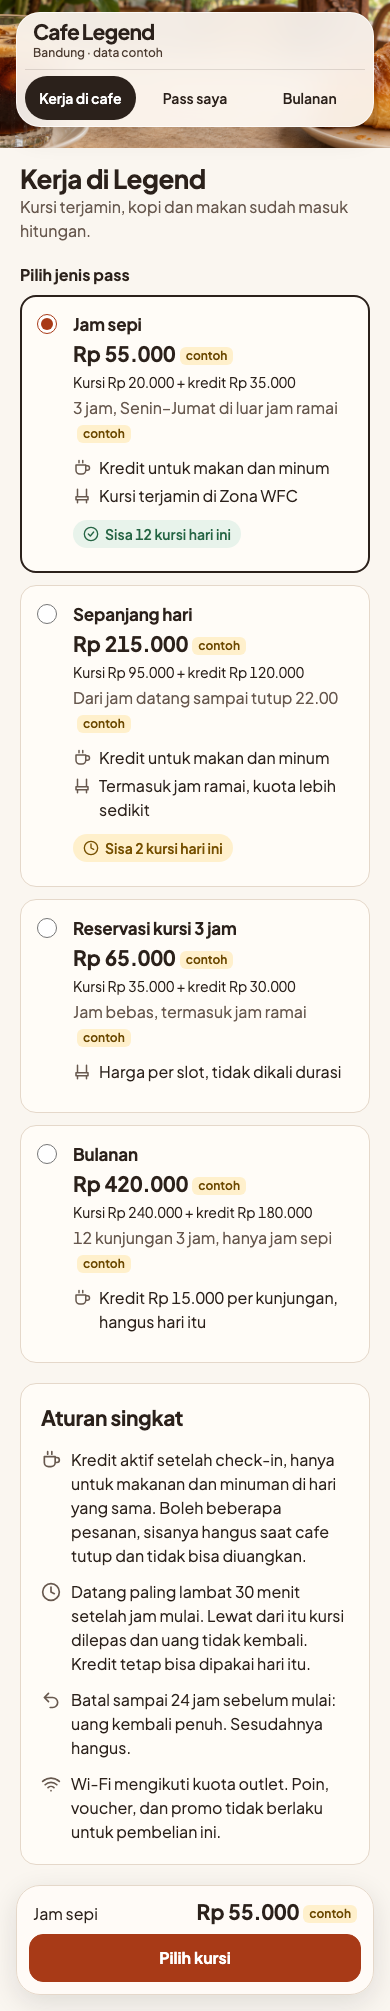 Cafe Legend
Bandung · data contoh
Kerja di cafe
Pass saya
Bulanan
Kerja di Legend
Kursi terjamin, kopi dan makan sudah masuk
hitungan.
Pilih jenis pass
Jam sepi
Rp 55.000 contoh
Kursi Rp 20.000 + kredit Rp 35.000
3 jam, Senin–Jumat di luar jam ramai
contoh
Kredit untuk makan dan minum
Kursi terjamin di Zona WFC
Sisa 12 kursi hari ini
Sepanjang hari
Rp 215.000 contoh
Kursi Rp 95.000 + kredit Rp 120.000
Dari jam datang sampai tutup 22.00
contoh
Kredit untuk makan dan minum
Termasuk jam ramai, kuota lebih
sedikit
Sisa 2 kursi hari ini
Reservasi kursi 3 jam
Rp 65.000 contoh
Kursi Rp 35.000 + kredit Rp 30.000
Jam bebas, termasuk jam ramai
contoh
Harga per slot, tidak dikali durasi
Bulanan
Rp 420.000 contoh
Kursi Rp 240.000 + kredit Rp 180.000
12 kunjungan 3 jam, hanya jam sepi
contoh
Kredit Rp 15.000 per kunjungan,
hangus hari itu
Aturan singkat
Kredit aktif setelah check-in, hanya
untuk makanan dan minuman di hari
yang sama. Boleh beberapa
pesanan, sisanya hangus saat cafe
tutup dan tidak bisa diuangkan.
Datang paling lambat 30 menit
setelah jam mulai. Lewat dari itu kursi
dilepas dan uang tidak kembali.
Kredit tetap bisa dipakai hari itu.
Batal sampai 24 jam sebelum mulai:
uang kembali penuh. Sesudahnya
hangus.
Wi-Fi mengikuti kuota outlet. Poin,
voucher, dan promo tidak berlaku
untuk pembelian ini.
Jam sepi
Rp 55.000 contoh
Pilih kursi